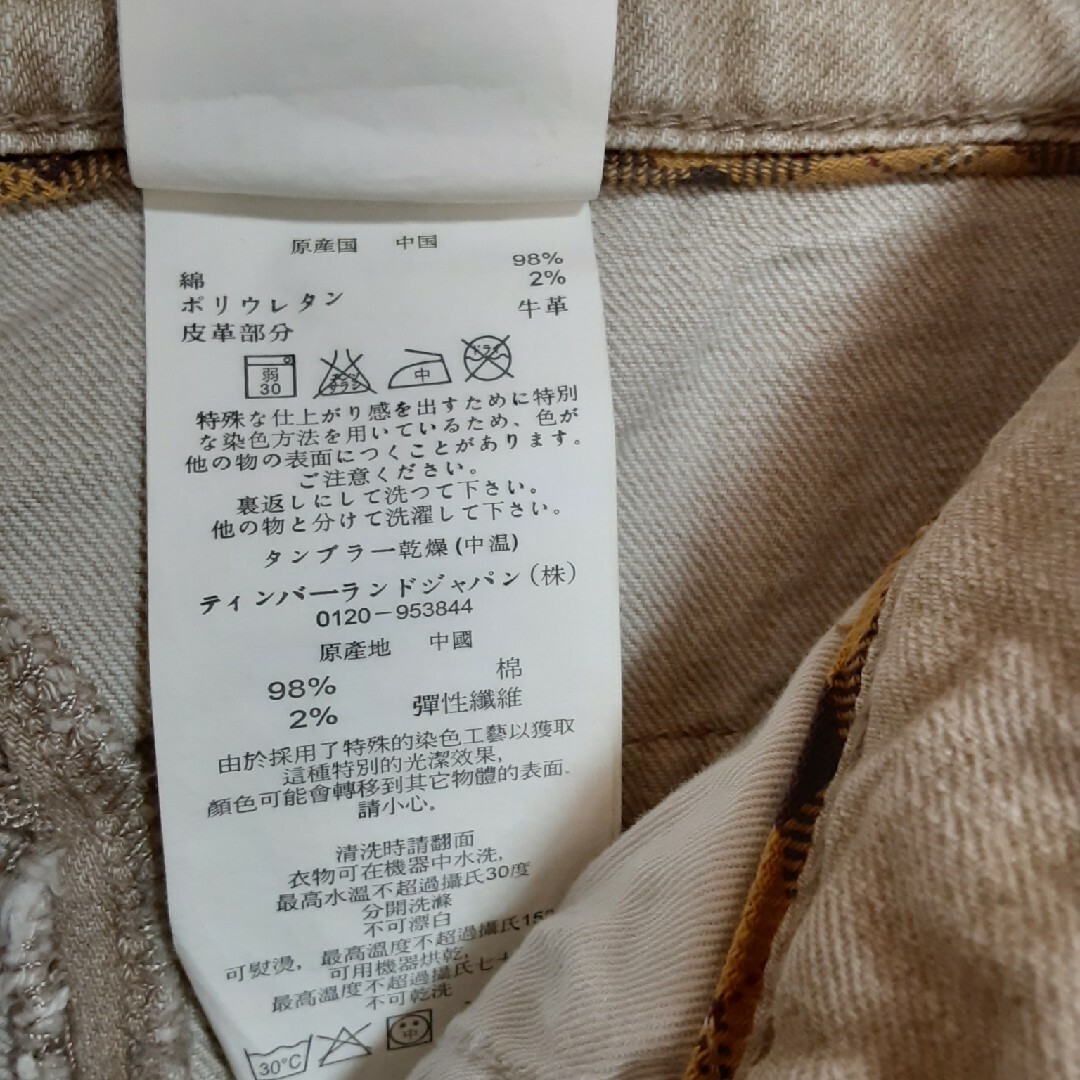 原産国 中国
綿 98%
ポリウレタン 2%
皮革部分 牛革
弱 30 エンソサラシ 中 ドライ
特殊な仕上がり感を出すために特別
な染色方法を用いているため、色が
他の物の表面につくことがあります。
ご注意ください。
裏返しにして洗つて下さい。
他の物と分けて洗濯して下さい。
タンブラー乾燥(中温)
ティンバーランドジャパン(株)
0120-953844
原產地 中國
98% 棉
2% 彈性纖維
由於採用了特殊的染色工藝以獲取
這種特別的光潔效果,
顏色可能會轉移到其它物體的表面.
請小心.
清洗時請翻面
衣物可在機器中水洗,
最高水溫不超過攝氏30度
分開洗滌
不可漂白
可熨燙, 最高溫度不超過攝氏15
可用機器烘乾,
最高溫度不超過攝氏七十
不可乾洗
30°C 中